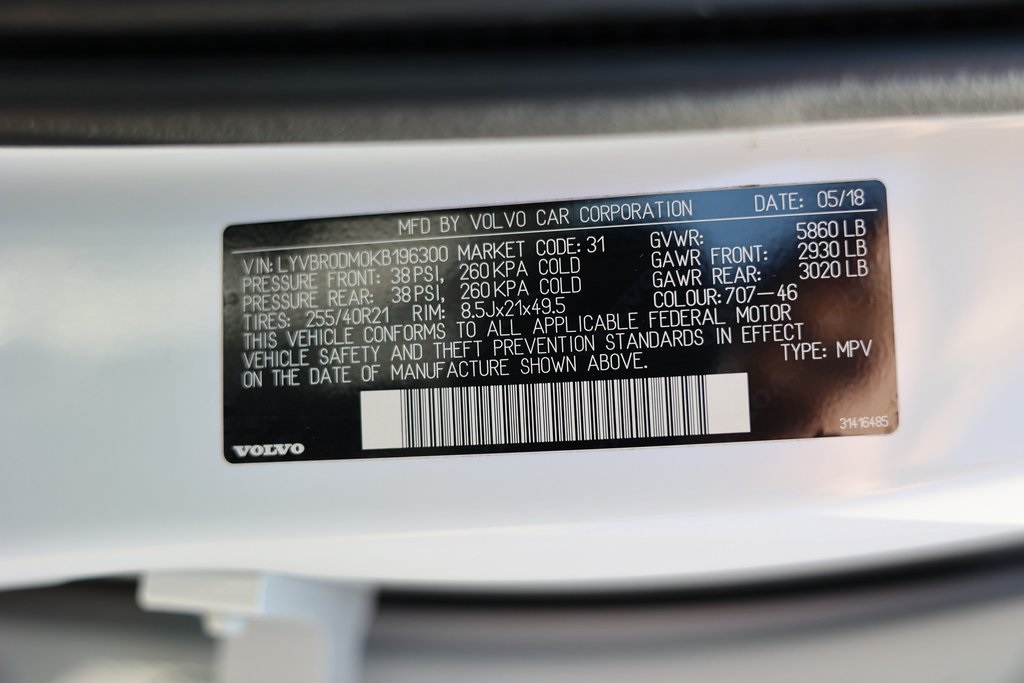 MFD BY VOLVO CAR CORPORATION DATE: 05/18
VIN: LYVBR0DM0KB196300 MARKET CODE: 31 GVWR: 5860 LB
PRESSURE FRONT: 38 PSI, 260 KPA COLD GAWR FRONT: 2930 LB
PRESSURE REAR: 38 PSI, 260 KPA COLD GAWR REAR: 3020 LB
TIRES: 255/40R21 RIM: 8.5Jx21x49.5 COLOUR: 707-46
THIS VEHICLE CONFORMS TO ALL APPLICABLE FEDERAL MOTOR
VEHICLE SAFETY AND THEFT PREVENTION STANDARDS IN EFFECT
ON THE DATE OF MANUFACTURE SHOWN ABOVE. TYPE: MPV
31416485
VOLVO